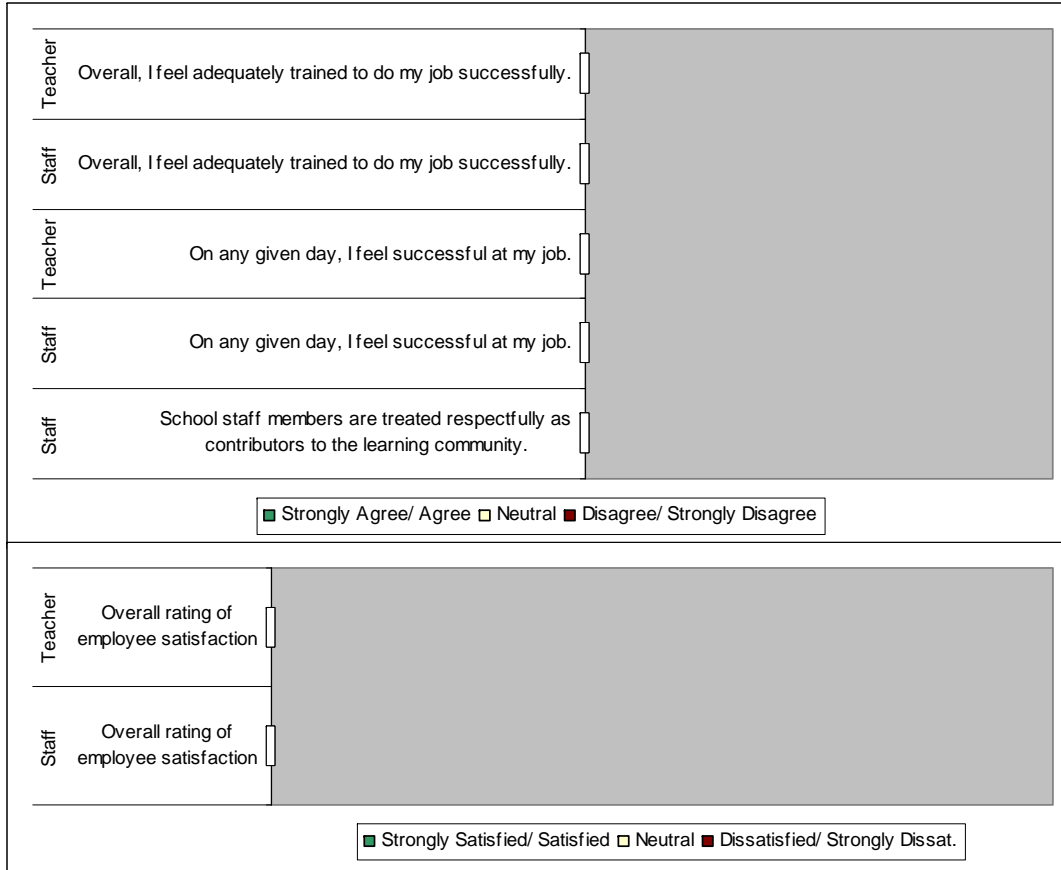 Teacher
Overall, I feel adequately trained to do my job successfully.
Staff
Overall, I feel adequately trained to do my job successfully.
Teacher
On any given day, I feel successful at my job.
Staff
On any given day, I feel successful at my job.
Staff
School staff members are treated respectfully as
contributors to the learning community.
Strongly Agree/ Agree Neutral Disagree/ Strongly Disagree
Teacher
Overall rating of
employee satisfaction
Staff
Overall rating of
employee satisfaction
Strongly Satisfied/ Satisfied Neutral Dissatisfied/ Strongly Dissat.